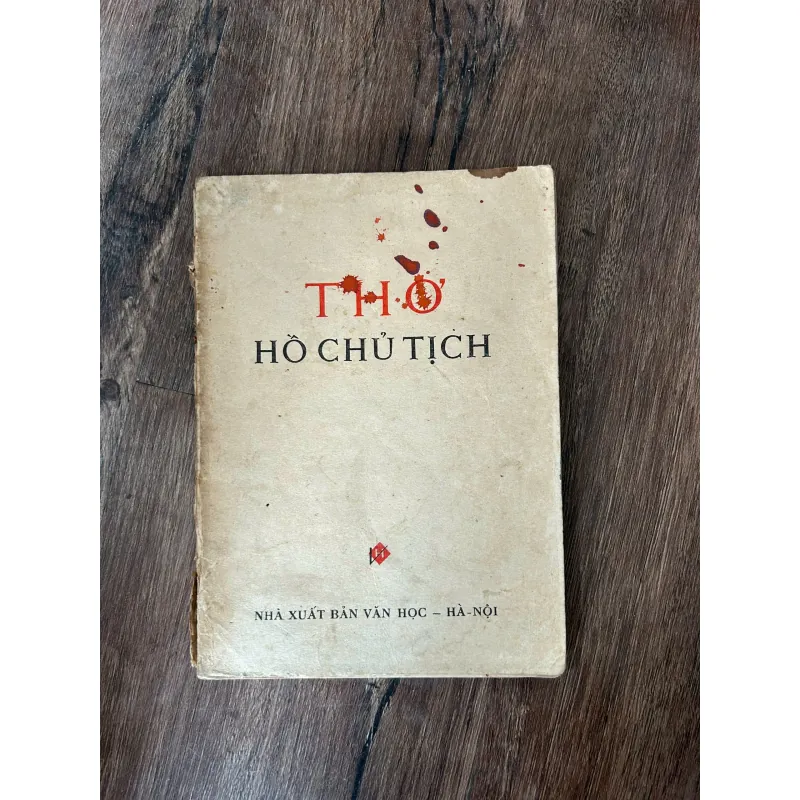 THƠ
HỒ CHỦ TỊCH
NHÀ XUẤT BẢN VĂN HỌC – HÀ-NỘI